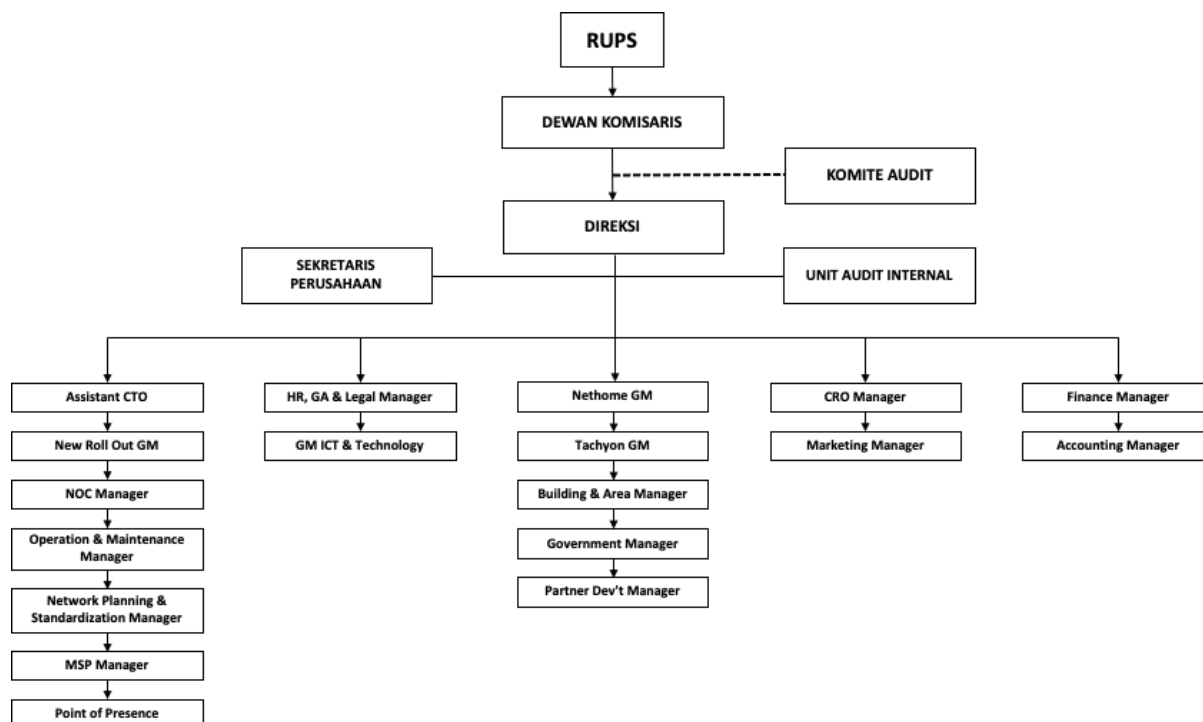 RUPS
DEWAN KOMISARIS
KOMITE AUDIT
DIREKSI
SEKRETARIS
PERUSAHAAN
UNIT AUDIT INTERNAL
Assistant CTO
HR, GA & Legal Manager
Nethome GM
CRO Manager
Finance Manager
New Roll Out GM
GM ICT & Technology
Tachyon GM
Marketing Manager
Accounting Manager
NOC Manager
Building & Area Manager
Operation & Maintenance
Manager
Government Manager
Network Planning &
Standardization Manager
Partner Dev't Manager
MSP Manager
Point of Presence